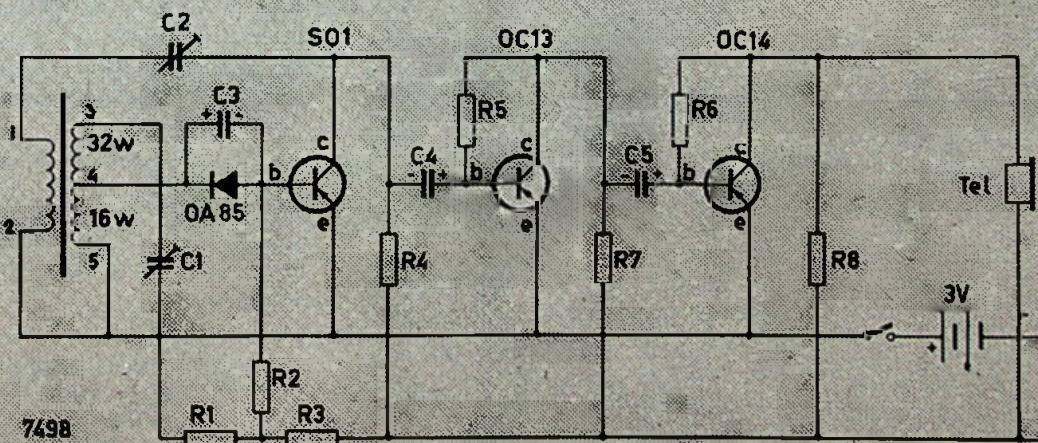 C2
SO1
OC13
OC14
1
2
3
32w
4
16w
5
C3
+ -
OA 85
C1
b
c
e
R1
R2
R3
R4
C4
- +
R5
b
c
e
R7
C5
- +
R6
b
c
e
R8
Tel
3V
+ -
7498